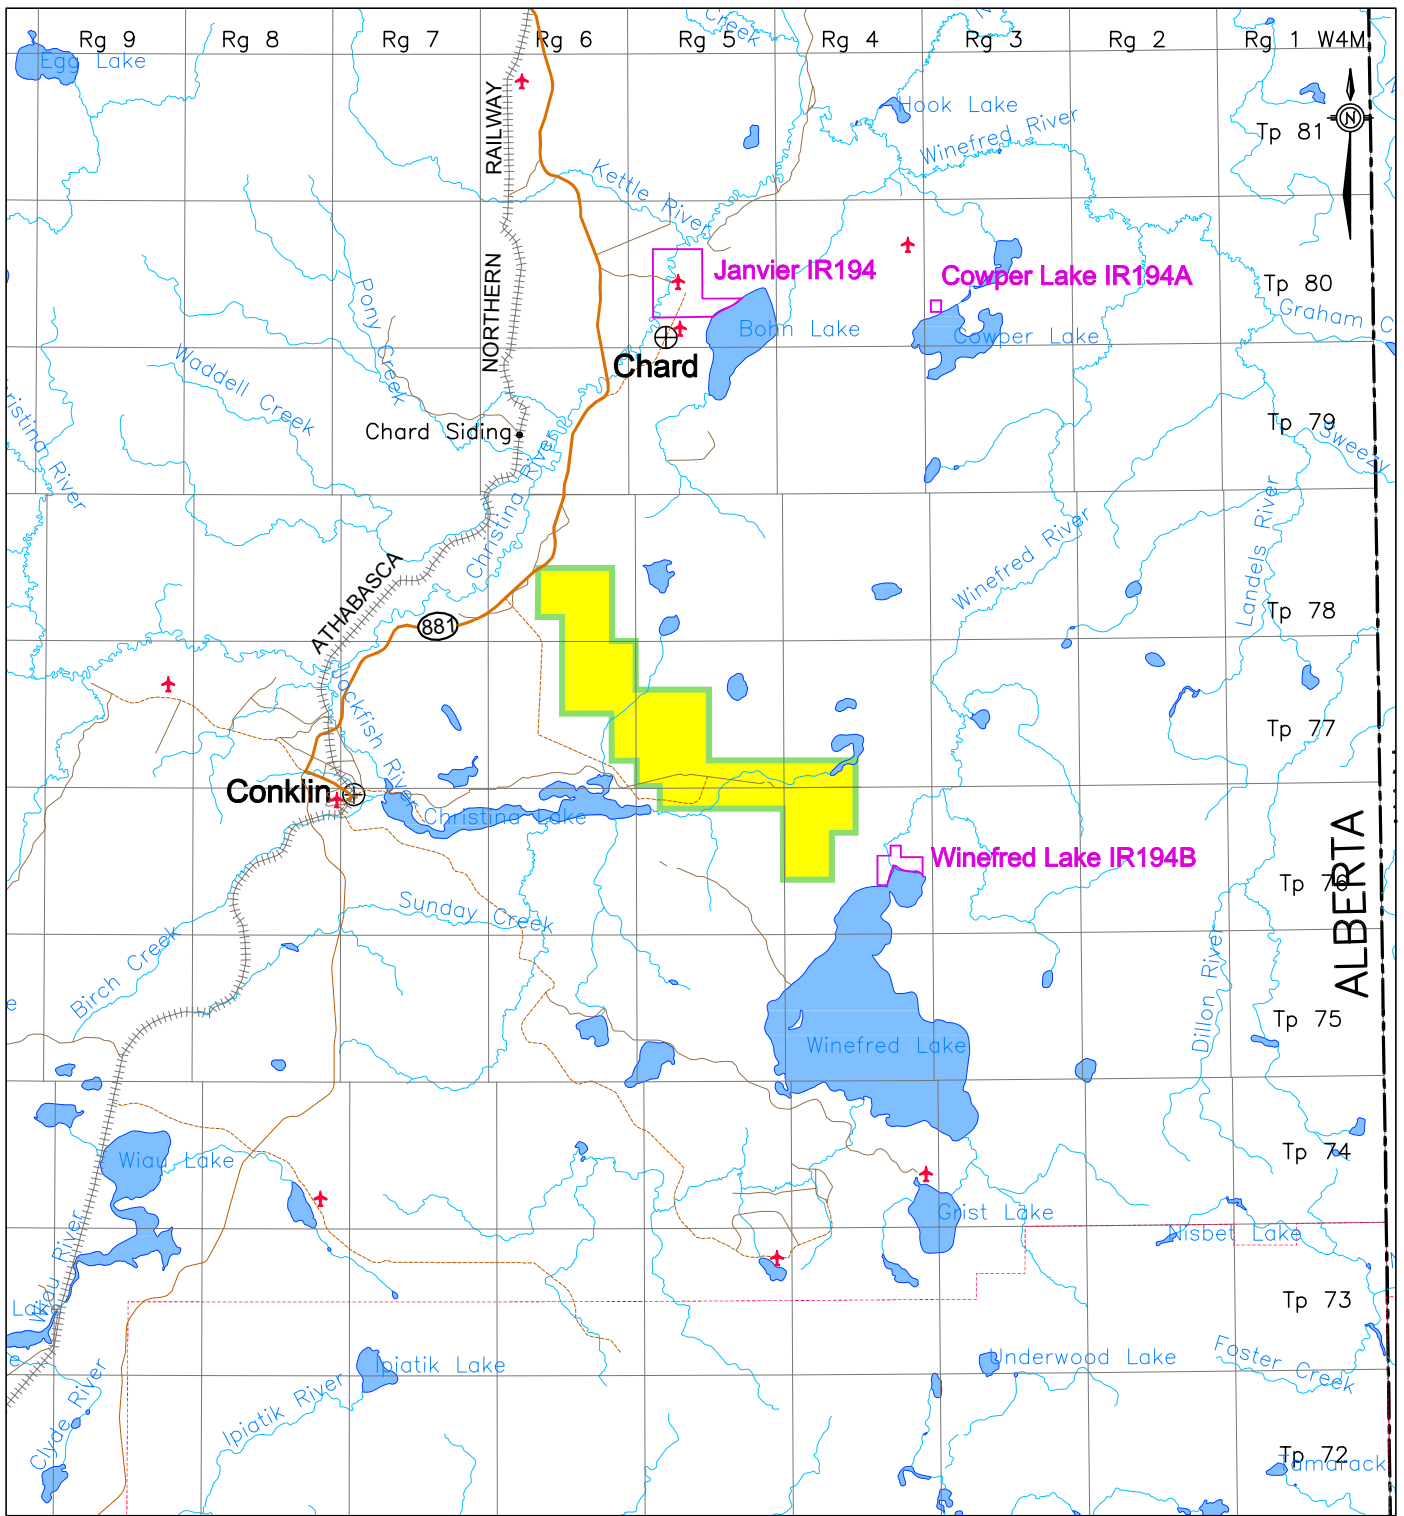 Rg 9
Rg 8
Rg 7
Rg 6
Rg 5
Rg 4
Rg 3
Rg 2
Rg 1 W4M
Creek
Egg Lake
Hook Lake
Winefred River
Tp 81
N
RAILWAY
Kettle River
Janvier IR194
Cowper Lake IR194A
Tp 80
Graham C
NORTHERN
Pony Creek
Bohn Lake
Cowper Lake
Chard
Waddell Creek
Chard Siding
Tp 79
Sweezy
ristina River
Christina River
Landels River
Winefred River
ATHABASCA
881
Tp 78
Jackfish River
Tp 77
Conklin
Christina Lake
ALBERTA
Winefred Lake IR194B
Tp 76
Sunday Creek
Birch Creek
Dillon River
e
Tp 75
Winefred Lake
Wiau Lake
Tp 74
Grist Lake
Nisbet Lake
Wiau River
Lake
Tp 73
e
Ipiatik Lake
Underwood Lake
Foster Creek
Clyde River
Ipiatik River
Tp 72
Tamarack